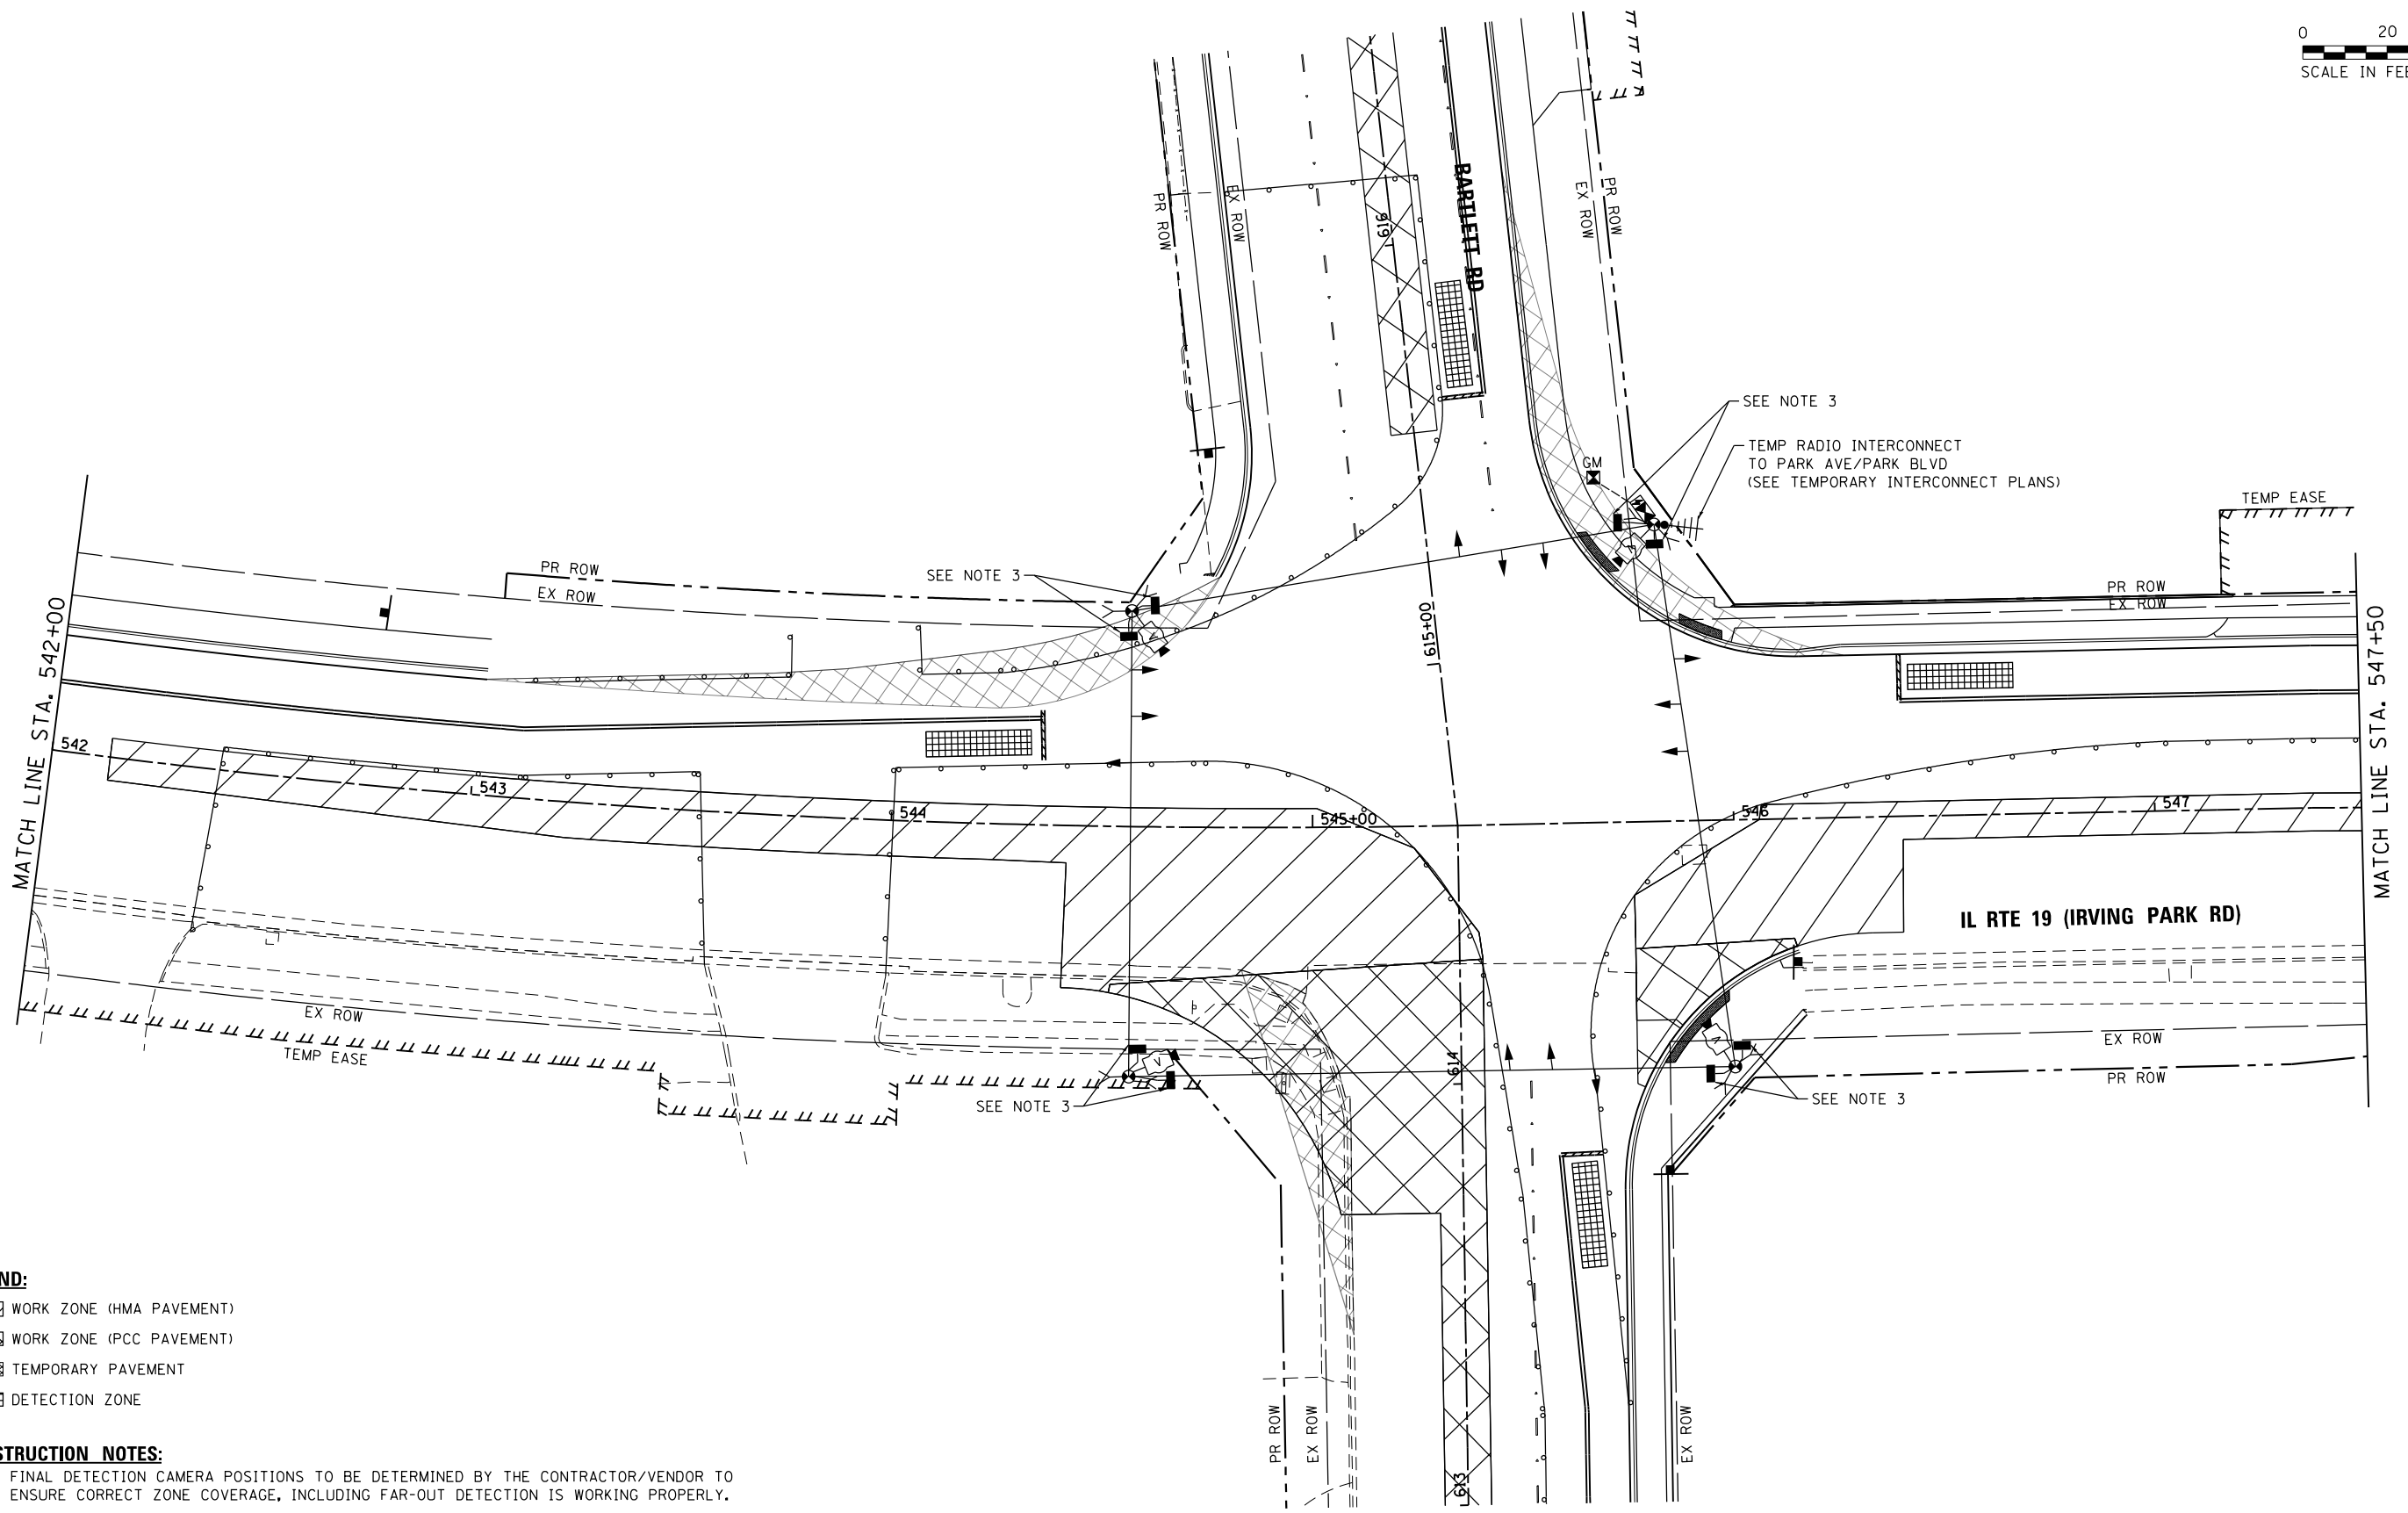 0 20
SCALE IN FEE
PR ROW
EX ROW
619
BARTLETT RD
EX ROW
PR ROW
SEE NOTE 3
GM
TEMP RADIO INTERCONNECT
TO PARK AVE/PARK BLVD
(SEE TEMPORARY INTERCONNECT PLANS)
TEMP EASE
PR ROW
EX ROW
SEE NOTE 3
PR ROW
EX ROW
615+00
MATCH LINE STA. 542+00
MATCH LINE STA. 547+50
542
543
544
545+00
546
547
IL RTE 19 (IRVING PARK RD)
EX ROW
TEMP EASE
V
V
V
V
614
SEE NOTE 3
SEE NOTE 3
EX ROW
PR ROW
PR ROW
EX ROW
613
EX ROW
ND:
WORK ZONE (HMA PAVEMENT)
WORK ZONE (PCC PAVEMENT)
TEMPORARY PAVEMENT
DETECTION ZONE
STRUCTION NOTES:
FINAL DETECTION CAMERA POSITIONS TO BE DETERMINED BY THE CONTRACTOR/VENDOR TO
ENSURE CORRECT ZONE COVERAGE, INCLUDING FAR-OUT DETECTION IS WORKING PROPERLY.